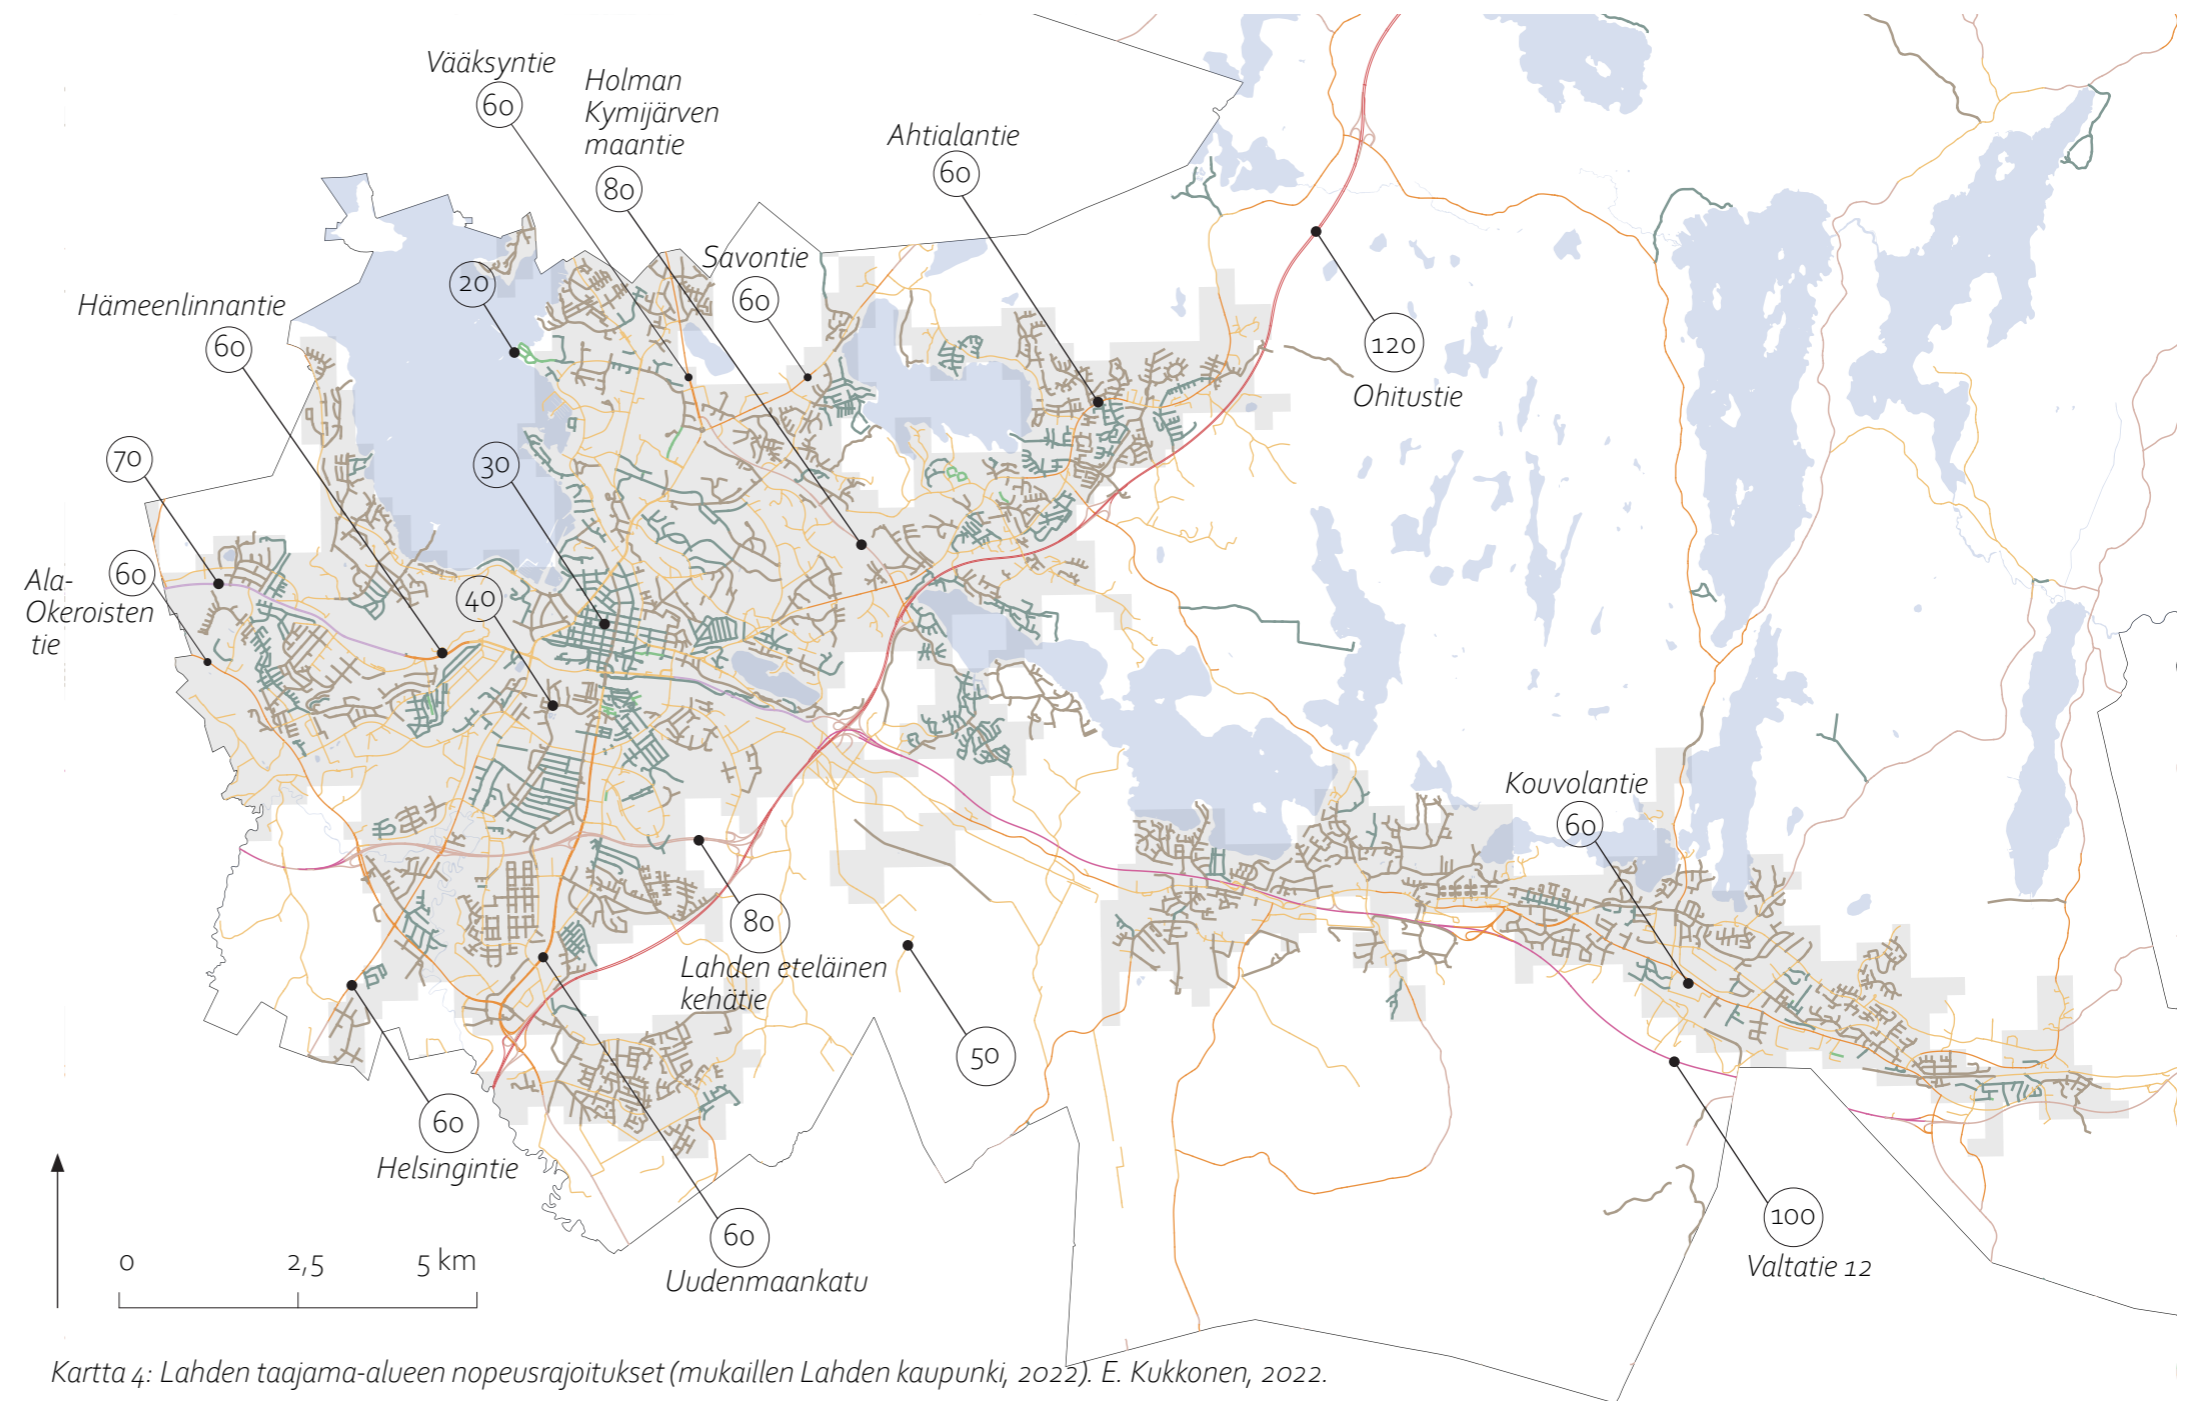 Vääksyntie
60
Holman
Kymijärven
maantie
80
Ahtialantie
60
Savontie
60
20
Hämeenlinnantie
60
120
Ohitustie
70
30
Ala-
Okeroisten
tie
60
40
Kouvolantie
60
80
Lahden eteläinen
kehätie
50
60
Helsingintie
60
Uudenmaankatu
100
Valtatie 12
0 2,5 5 km
Kartta 4: Lahden taajama-alueen nopeusrajoitukset (mukaillen Lahden kaupunki, 2022). E. Kukkonen, 2022.